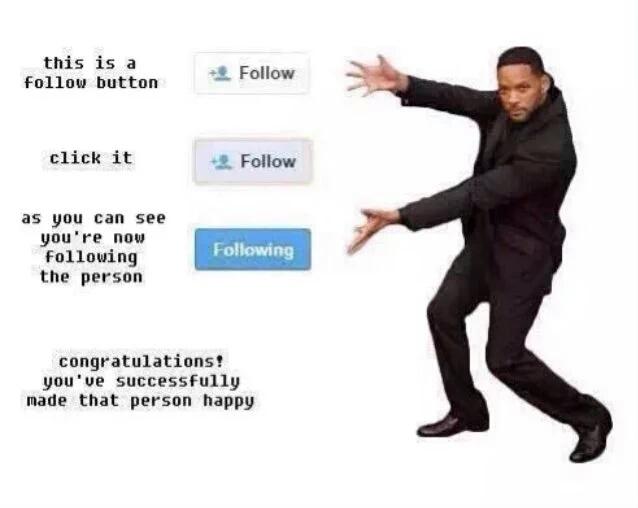 this is a
follow button
Follow
click it
Follow
as you can see
you're now
following
the person
Following
congratulations!
you've successfully
made that person happy